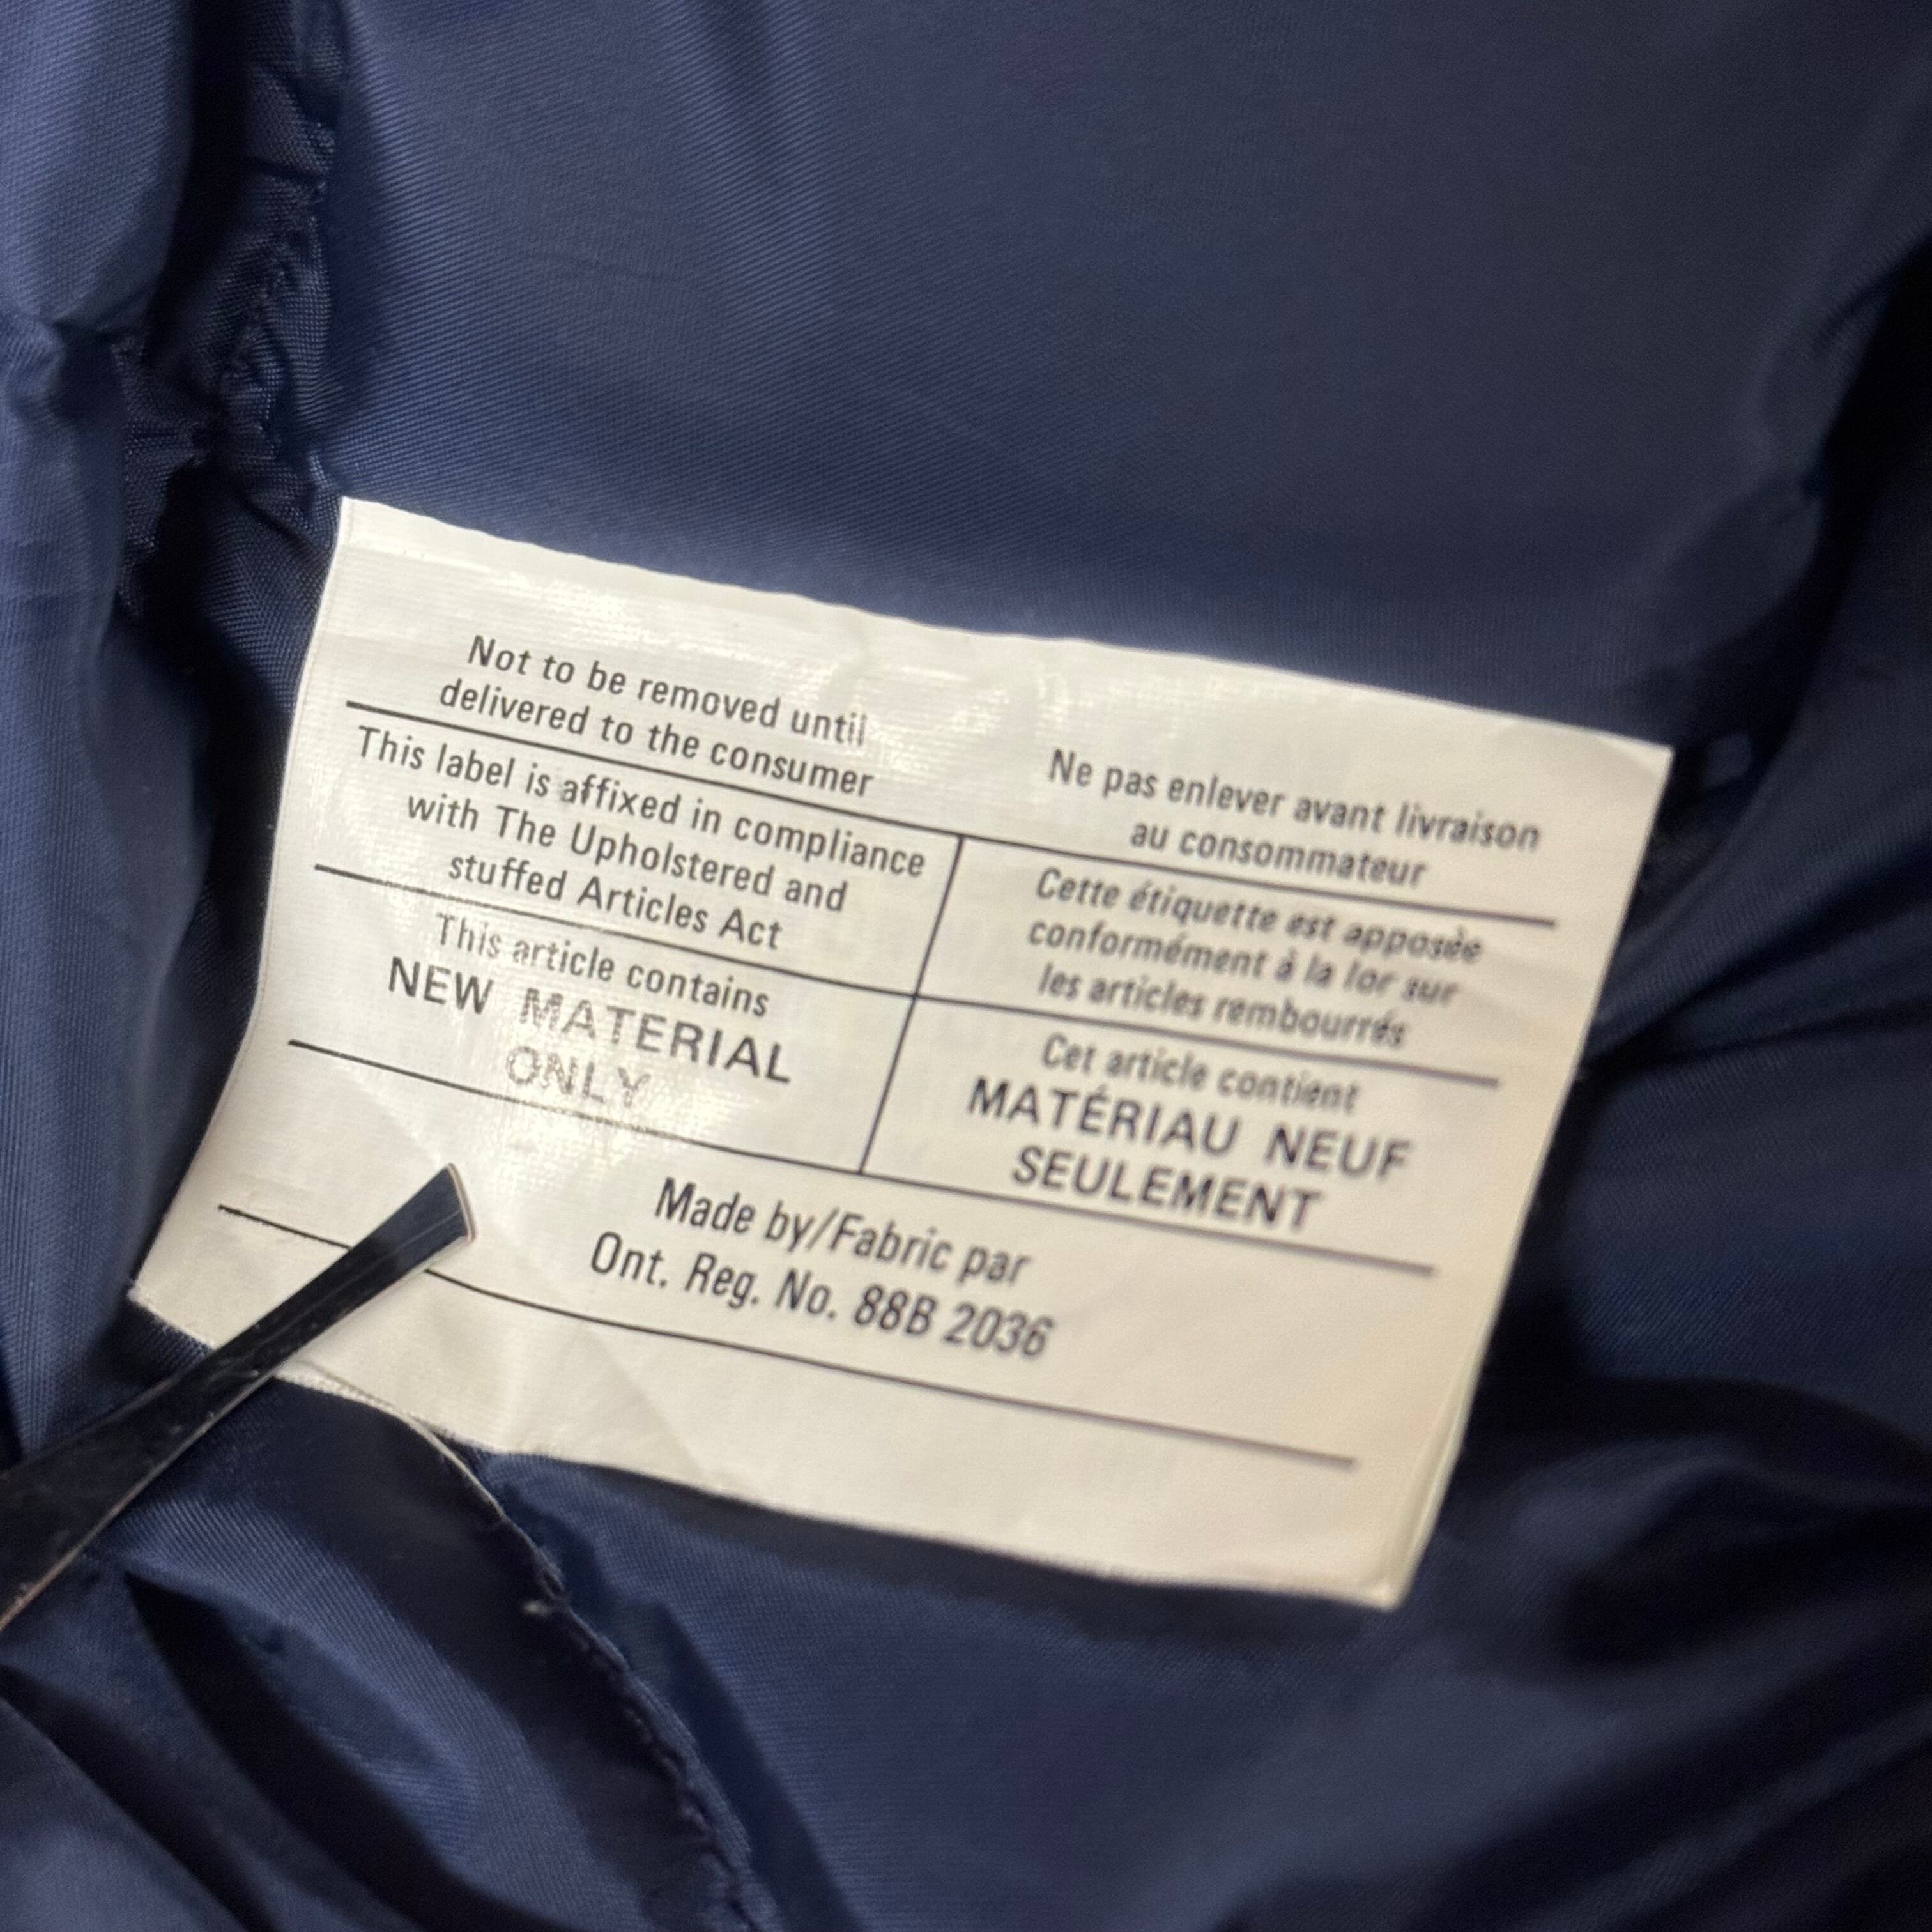 Not to be removed until
delivered to the consumer
Ne pas enlever avant livraison
au consommateur
This label is affixed in compliance
with The Upholstered and
stuffed Articles Act
Cette étiquette est apposèe
conformément à la lor sur
les articles rembourrés
This article contains
NEW MATERIAL
ONLY
Cet article contient
MATÉRIAU NEUF
SEULEMENT
Made by/Fabric par
Ont. Reg. No. 88B 2036